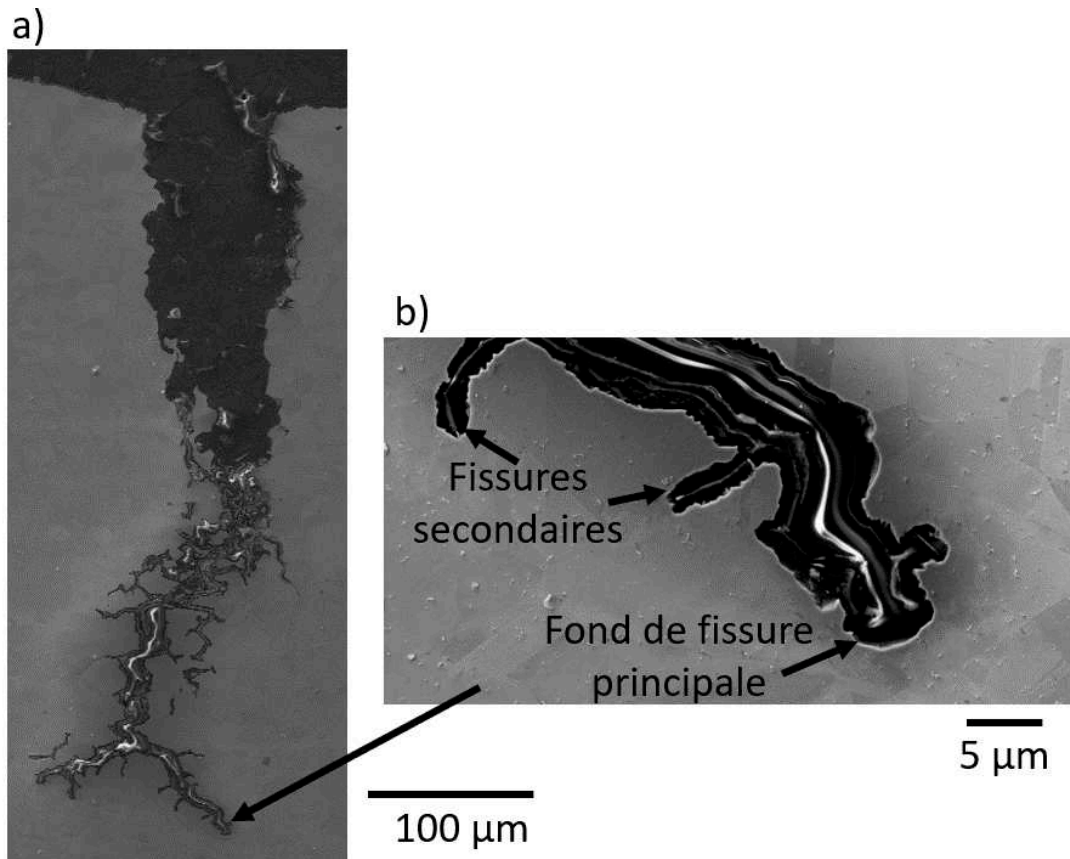 a)
b)
Fissures
secondaires
Fond de fissure
principale
5 µm
100 µm